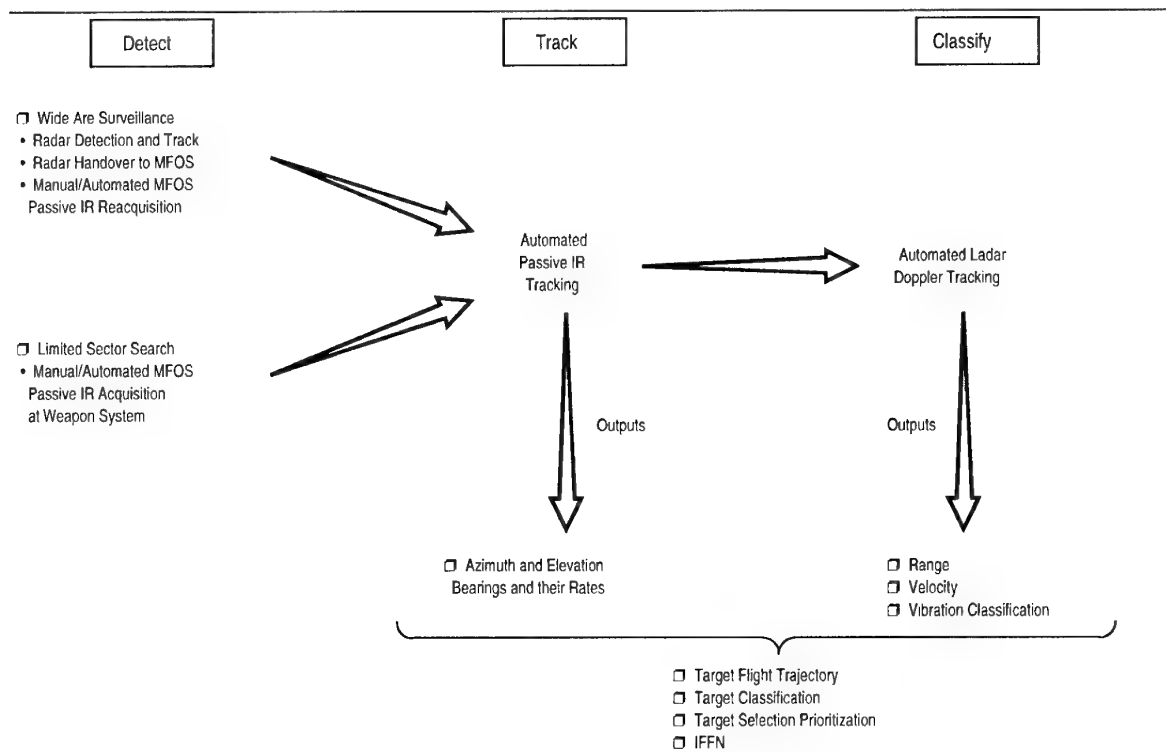 Detect
Track
Classify
❐ Wide Are Surveillance
• Radar Detection and Track
• Radar Handover to MFOS
• Manual/Automated MFOS
Passive IR Reacquisition
❐ Limited Sector Search
• Manual/Automated MFOS
Passive IR Acquisition
at Weapon System
Automated
Passive IR
Tracking
Automated Ladar
Doppler Tracking
Outputs
Outputs
❐ Azimuth and Elevation
Bearings and their Rates
❐ Range
❐ Velocity
❐ Vibration Classification
❐ Target Flight Trajectory
❐ Target Classification
❐ Target Selection Prioritization
❐ IFFN